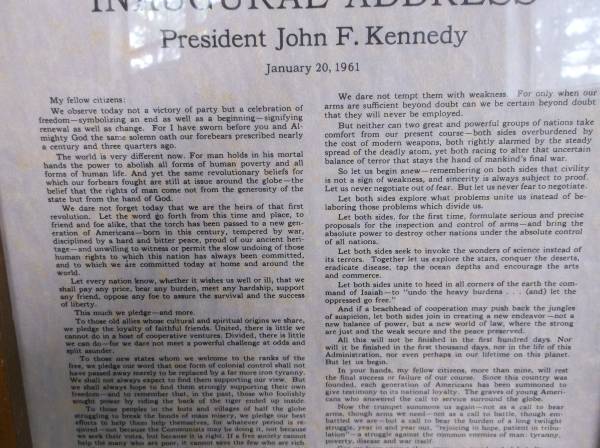 INAUGURAL ADDRESS
President John F. Kennedy
January 20, 1961
My fellow citizens:
We observe today not a victory of party but a celebration of
freedom—symbolizing an end as well as a beginning—signifying
renewal as well as change. For I have sworn before you and Al-
mighty God the same solemn oath our forebears prescribed nearly
a century and three quarters ago.
The world is very different now. For man holds in his mortal
hands the power to abolish all forms of human poverty and all
forms of human life. And yet the same revolutionary beliefs for
which our forbears fought are still at issue around the globe—the
belief that the rights of man come not from the generosity of the
state but from the hand of God.
We dare not forget today that we are the heirs of that first
revolution. Let the word go forth from this time and place, to
friend and foe alike, that the torch has been passed to a new gen-
eration of Americans—born in this century, tempered by war,
disciplined by a hard and bitter peace, proud of our ancient heri-
tage—and unwilling to witness or permit the slow undoing of those
human rights to which this nation has always been committed,
and to which we are committed today at home and around the
world.
Let every nation know, whether it wishes us well or ill, that we
shall pay any price, bear any burden, meet any hardship, support
any friend, oppose any foe to assure the survival and the success
of liberty.
This much we pledge—and more.
To those old allies whose cultural and spiritual origins we share,
we pledge the loyalty of faithful friends. United, there is little we
cannot do in a host of cooperative ventures. Divided, there is little
we can do—for we dare not meet a powerful challenge at odds and
split asunder.
To those new states whom we welcome to the ranks of the
free, we pledge our word that one form of colonial control shall not
have passed away merely to be replaced by a far more iron tyranny.
We shall not always expect to find them supporting our view. But
we shall always hope to find them strongly supporting their own
freedom—and to remember that, in the past, those who foolishly
sought power by riding the back of the tiger ended up inside.
To those peoples in the huts and villages of half the globe
struggling to break the bonds of mass misery, we pledge our best
efforts to help them help themselves, for whatever period is re-
quired—not because the Communists may be doing it, not because
we seek their votes, but because it is right. If a free society cannot
help the many who are poor, it cannot save the few who are rich.
We dare not tempt them with weakness. For only when our
arms are sufficient beyond doubt can we be certain beyond doubt
that they will never be employed.
But neither can two great and powerful groups of nations take
comfort from our present course—both sides overburdened by
the cost of modern weapons, both rightly alarmed by the steady
spread of the deadly atom, yet both racing to alter that uncertain
balance of terror that stays the hand of mankind's final war.
So let us begin anew—remembering on both sides that civility
is not a sign of weakness, and sincerity is always subject to proof.
Let us never negotiate out of fear. But let us never fear to negotiate.
Let both sides explore what problems unite us instead of be-
laboring those problems which divide us.
Let both sides, for the first time, formulate serious and precise
proposals for the inspection and control of arms—and bring the
absolute power to destroy other nations under the absolute control
of all nations.
Let both sides seek to invoke the wonders of science instead of
its terrors. Together let us explore the stars, conquer the deserts,
eradicate disease, tap the ocean depths and encourage the arts
and commerce.
Let both sides unite to heed in all corners of the earth the com-
mand of Isaiah—to "undo the heavy burdens . . . (and) let the
oppressed go free."
And if a beachhead of cooperation may push back the jungles
of suspicion, let both sides join in creating a new endeavor—not a
new balance of power, but a new world of law, where the strong
are just and the weak secure and the peace preserved.
All this will not be finished in the first hundred days. Nor
will it be finished in the first thousand days, nor in the life of this
Administration, nor even perhaps in our lifetime on this planet.
But let us begin.
In your hands, my fellow citizens, more than mine, will rest
the final success or failure of our course. Since this country was
founded, each generation of Americans has been summoned to
give testimony to its national loyalty. The graves of young Ameri-
cans who answered the call to service surround the globe.
Now the trumpet summons us again—not as a call to bear
arms, though arms we need—not as a call to battle, though em-
battled we are—but a call to bear the burden of a long twilight
struggle, year in and year out, "rejoicing in hope, patient in tribu-
lation"—a struggle against the common enemies of man: tyranny,
poverty, disease and war itself.